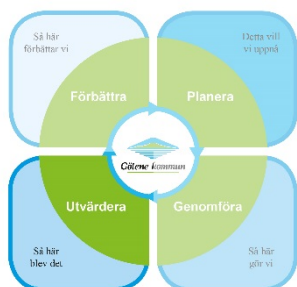 Så här
förbättar vi
Detta vill
vi uppnå
Förbättra
Planera
Götene kommun
Utvärdera
Genomföra
Så här
blev det
Så här
gör vi